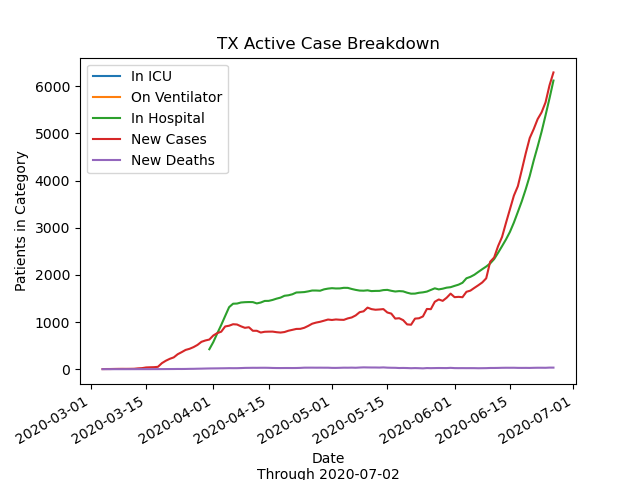 TX Active Case Breakdown
In ICU
On Ventilator
In Hospital
New Cases
New Deaths
Patients in Category
6000
5000
4000
3000
2000
1000
0
2020-03-01
2020-03-15
2020-04-01
2020-04-15
2020-05-01
2020-05-15
2020-06-01
2020-06-15
2020-07-01
Date
Through 2020-07-02